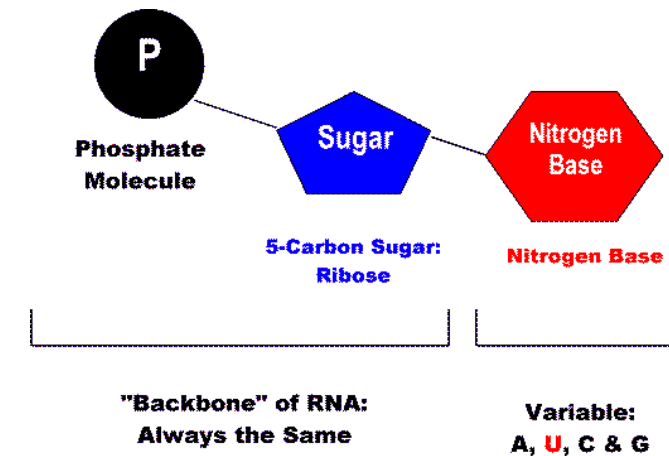 P
Phosphate
Molecule
Sugar
5-Carbon Sugar:
Ribose
Nitrogen
Base
Nitrogen Base
"Backbone" of RNA:
Always the Same
Variable:
A, U, C & G